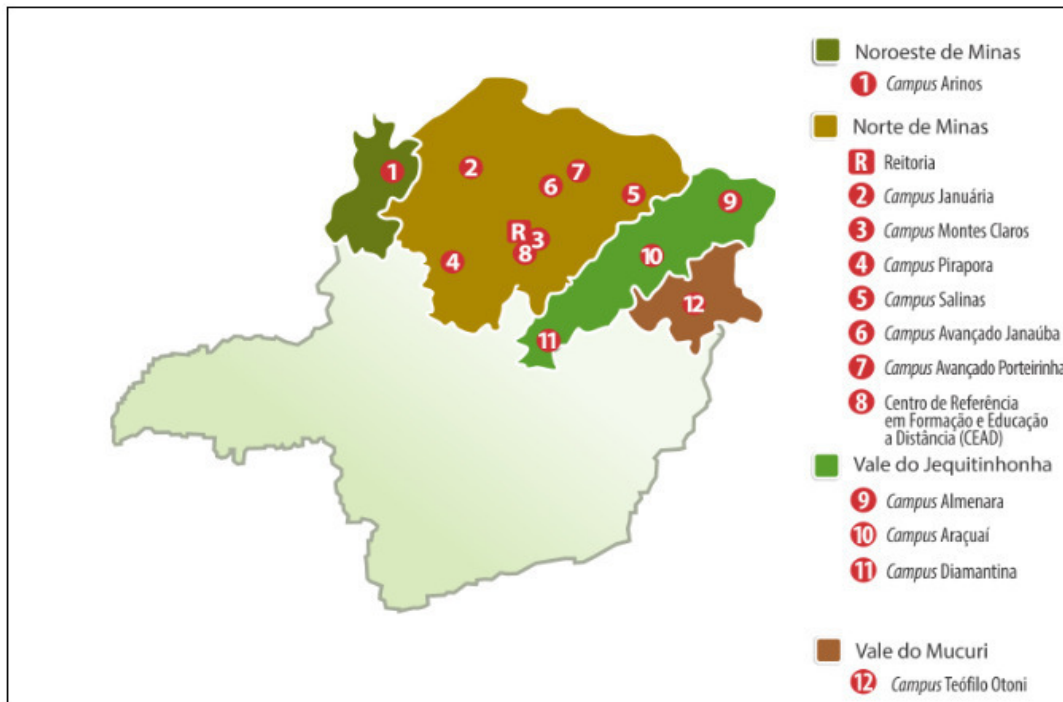 Noroeste de Minas
1 Campus Arinos
Norte de Minas
R Reitoria
2 Campus Januária
3 Campus Montes Claros
4 Campus Pirapora
5 Campus Salinas
6 Campus Avançado Janaúba
7 Campus Avançado Porteirinha
8 Centro de Referência
em Formação e Educação
a Distância (CEAD)
Vale do Jequitinhonha
9 Campus Almenara
10 Campus Araçuaí
11 Campus Diamantina
Vale do Mucuri
12 Campus Teófilo Otoni
1
2
7
6
5
9
R
3
8
4
10
12
11